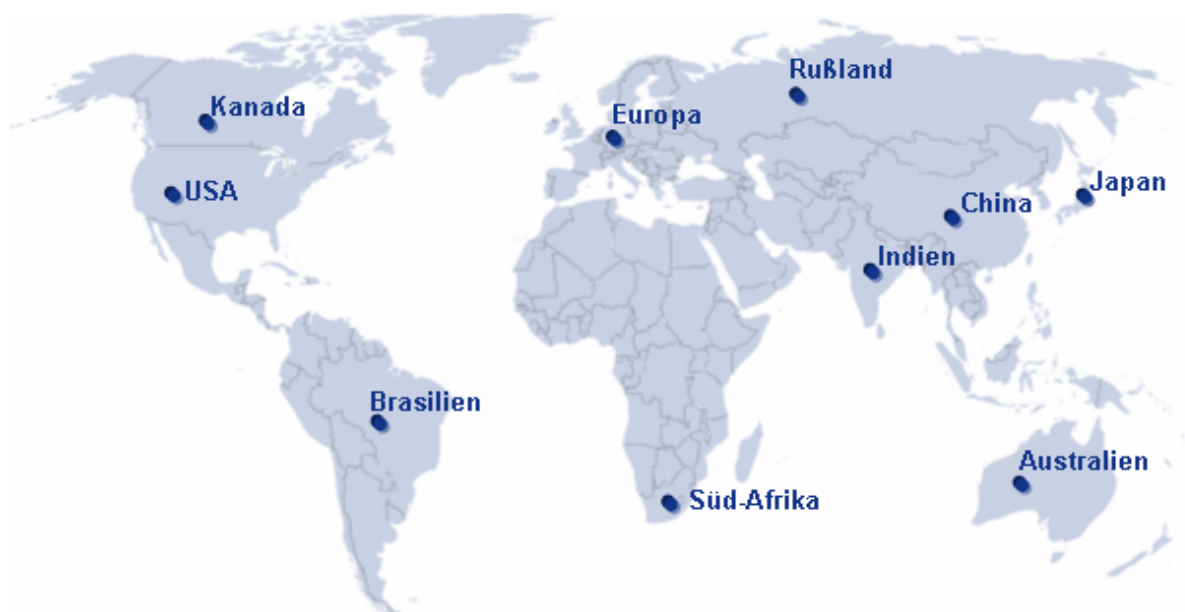 Rußland
Kanada
Europa
USA
Japan
China
Indien
Brasilien
Australien
Süd-Afrika